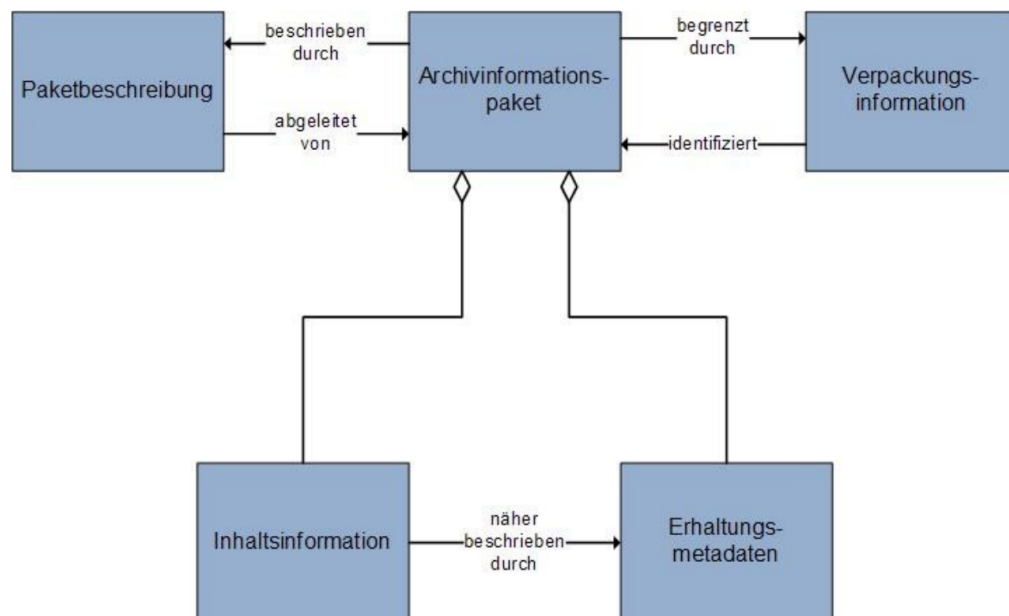 Paketbeschreibung
beschrieben
durch
abgeleitet
von
Archivinformations-
paket
begrenzt
durch
identifiziert
Verpackungs-
information
Inhaltsinformation
näher
beschrieben
durch
Erhaltungs-
metadaten